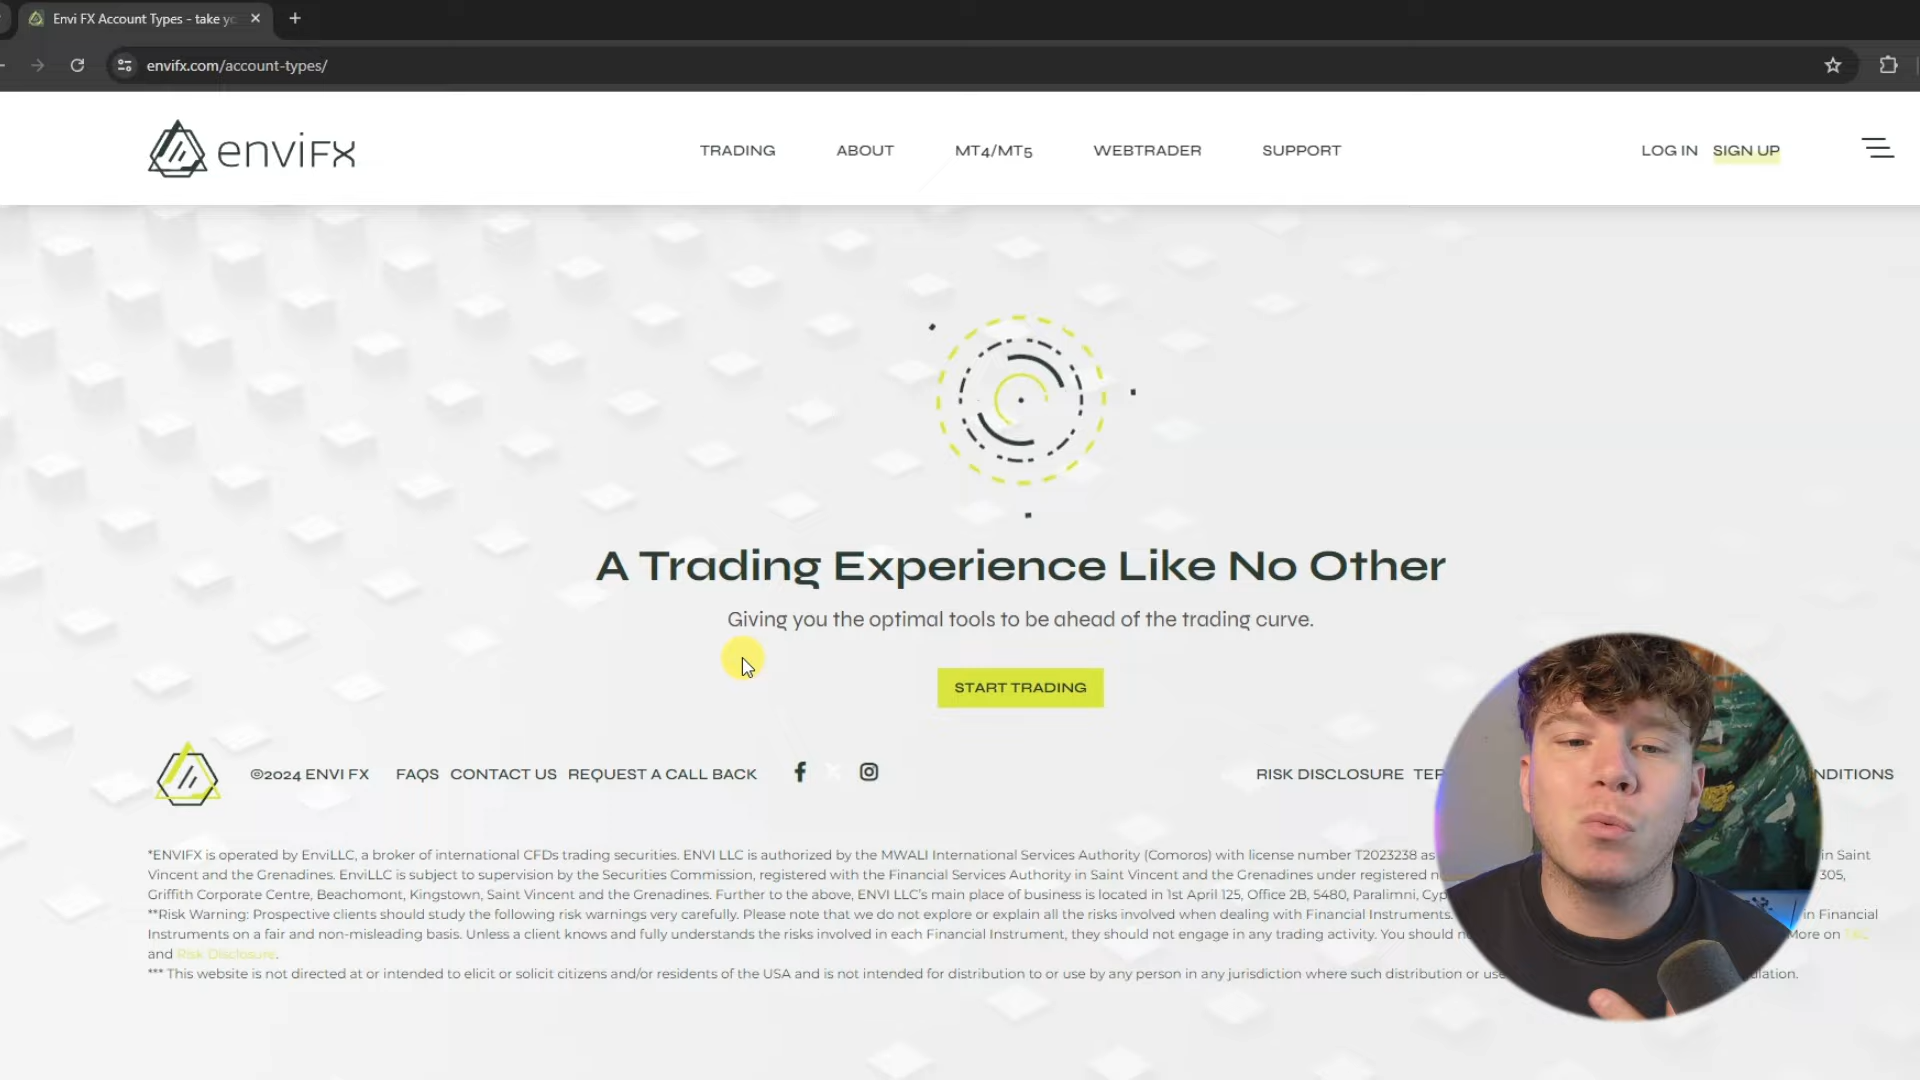 Envi FX Account Types - take yo
envifx.com/account-types/
enviFX
TRADING ABOUT MT4/MT5 WEBTRADER SUPPORT LOG IN SIGN UP
A Trading Experience Like No Other
Giving you the optimal tools to be ahead of the trading curve.
START TRADING
©2024 ENVI FX FAQS CONTACT US REQUEST A CALL BACK RISK DISCLOSURE TER NDITIONS
*ENVIFX is operated by EnviLLC, a broker of international CFDs trading securities. ENVI LLC is authorized by the MWALI International Services Authority (Comoros) with license number T2023238 as in Saint
Vincent and the Grenadines. EnviLLC is subject to supervision by the Securities Commission, registered with the Financial Services Authority in Saint Vincent and the Grenadines under registered n 305,
Griffith Corporate Centre, Beachomont, Kingstown, Saint Vincent and the Grenadines. Further to the above, ENVI LLC's main place of business is located in 1st April 125, Office 2B, 5480, Paralimni, Cyp
**Risk Warning: Prospective clients should study the following risk warnings very carefully. Please note that we do not explore or explain all the risks involved when dealing with Financial Instruments. in Financial
Instruments on a fair and non-misleading basis. Unless a client knows and fully understands the risks involved in each Financial Instrument, they should not engage in any trading activity. You should n More on
and Risk Disclosure.
*** This website is not directed at or intended to elicit or solicit citizens and/or residents of the USA and is not intended for distribution to or use by any person in any jurisdiction where such distribution or use ulation.